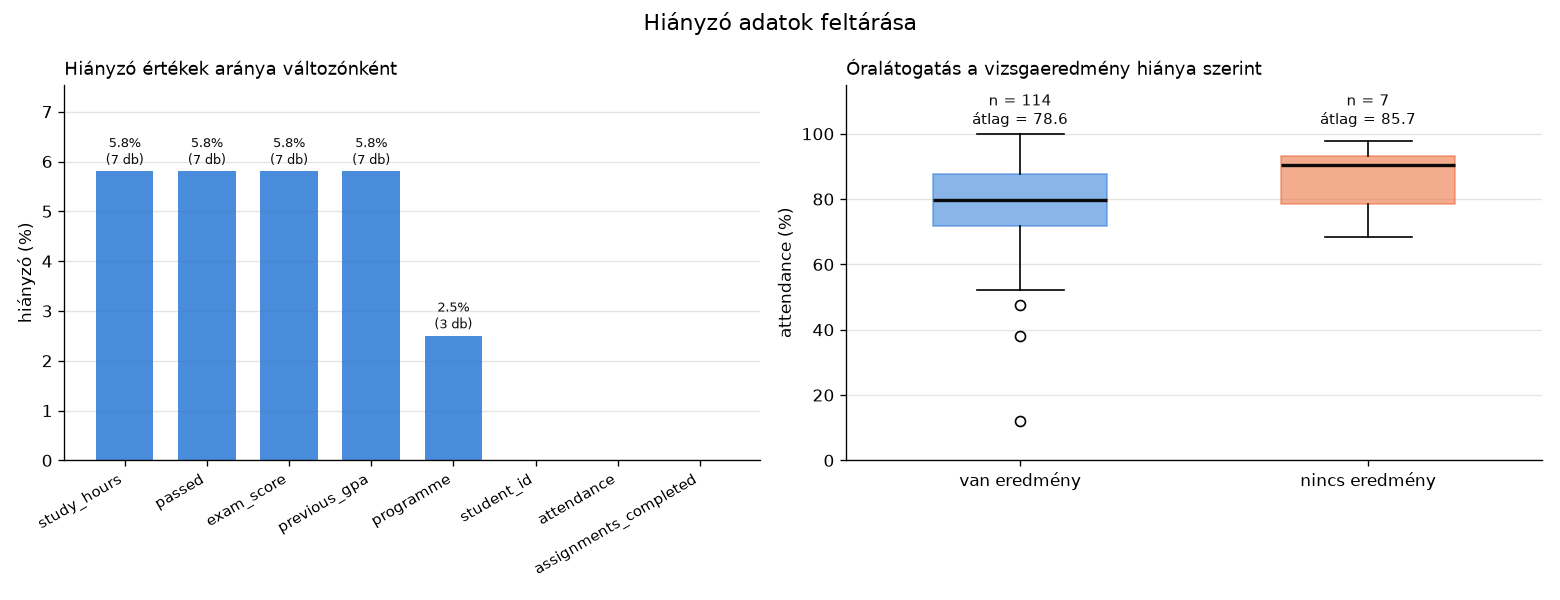 Hiányzó adatok feltárása
Hiányzó értékek aránya változónként
hiányzó (%)
7
6
5
4
3
2
1
0
5.8%
(7 db)
5.8%
(7 db)
5.8%
(7 db)
5.8%
(7 db)
2.5%
(3 db)
study_hours
passed
exam_score
previous_gpa
programme
student_id
attendance
assignments_completed
Óralátogatás a vizsgaeredmény hiánya szerint
attendance (%)
100
80
60
40
20
0
n = 114
átlag = 78.6
n = 7
átlag = 85.7
van eredmény
nincs eredmény